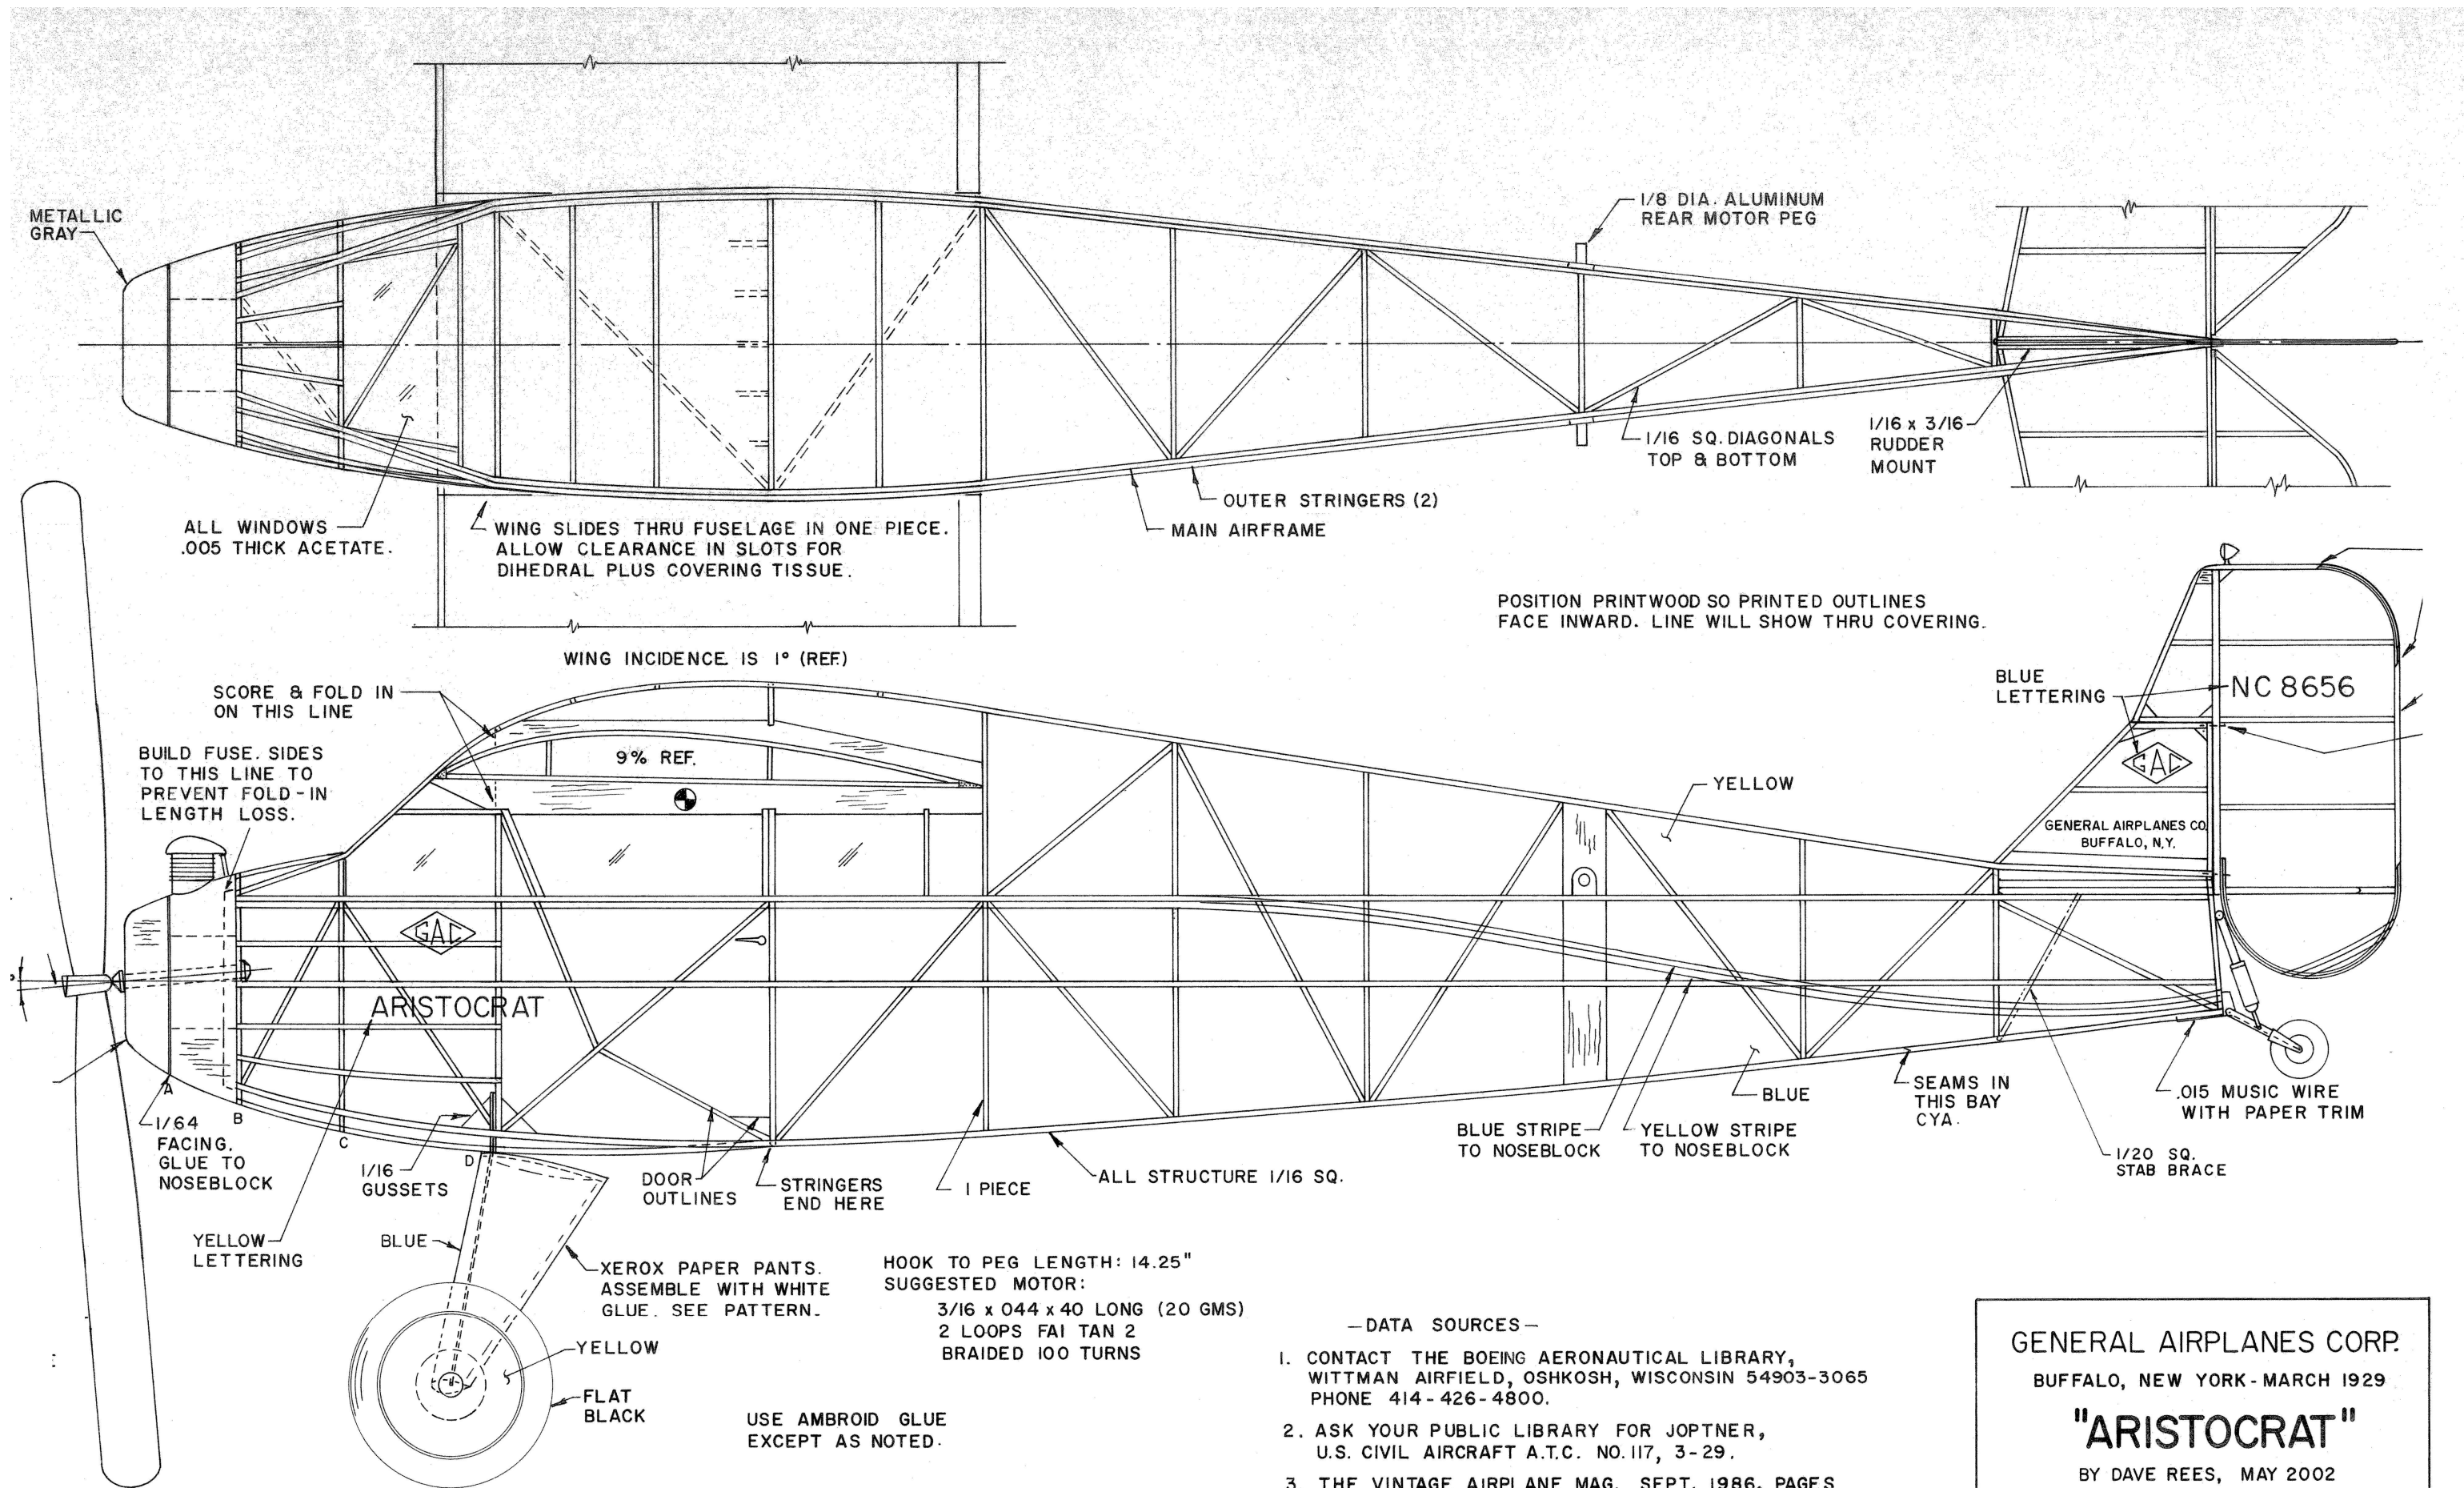 METALLIC
GRAY
1/8 DIA. ALUMINUM
REAR MOTOR PEG
1/16 SQ. DIAGONALS
TOP & BOTTOM
1/16 x 3/16
RUDDER
MOUNT
OUTER STRINGERS (2)
MAIN AIRFRAME
ALL WINDOWS
.005 THICK ACETATE.
WING SLIDES THRU FUSELAGE IN ONE PIECE.
ALLOW CLEARANCE IN SLOTS FOR
DIHEDRAL PLUS COVERING TISSUE.
POSITION PRINTWOOD SO PRINTED OUTLINES
FACE INWARD. LINE WILL SHOW THRU COVERING.
WING INCIDENCE IS 1° (REF.)
SCORE & FOLD IN
ON THIS LINE
BUILD FUSE. SIDES
TO THIS LINE TO
PREVENT FOLD-IN
LENGTH LOSS.
9% REF.
BLUE
LETTERING
NC 8656
GAC
YELLOW
GENERAL AIRPLANES CO.
BUFFALO, N.Y.
GAC
ARISTOCRAT
A
B
C
D
1/64
FACING.
GLUE TO
NOSEBLOCK
1/16
GUSSETS
DOOR
OUTLINES
STRINGERS
END HERE
1 PIECE
ALL STRUCTURE 1/16 SQ.
BLUE STRIPE
TO NOSEBLOCK
YELLOW STRIPE
TO NOSEBLOCK
BLUE
SEAMS IN
THIS BAY
CYA.
.015 MUSIC WIRE
WITH PAPER TRIM
1/20 SQ.
STAB BRACE
YELLOW
LETTERING
BLUE
XEROX PAPER PANTS.
ASSEMBLE WITH WHITE
GLUE. SEE PATTERN.
YELLOW
FLAT
BLACK
HOOK TO PEG LENGTH: 14.25"
SUGGESTED MOTOR:
3/16 x 044 x 40 LONG (20 GMS)
2 LOOPS FAI TAN 2
BRAIDED 100 TURNS
USE AMBROID GLUE
EXCEPT AS NOTED.
—DATA SOURCES—
1. CONTACT THE BOEING AERONAUTICAL LIBRARY,
WITTMAN AIRFIELD, OSHKOSH, WISCONSIN 54903-3065
PHONE 414-426-4800.
2. ASK YOUR PUBLIC LIBRARY FOR JOPTNER,
U.S. CIVIL AIRCRAFT A.T.C. NO. 117, 3-29.
3. THE VINTAGE AIRPLANE MAG. SEPT. 1986, PAGES
GENERAL AIRPLANES CORP.
BUFFALO, NEW YORK - MARCH 1929
"ARISTOCRAT"
BY DAVE REES, MAY 2002